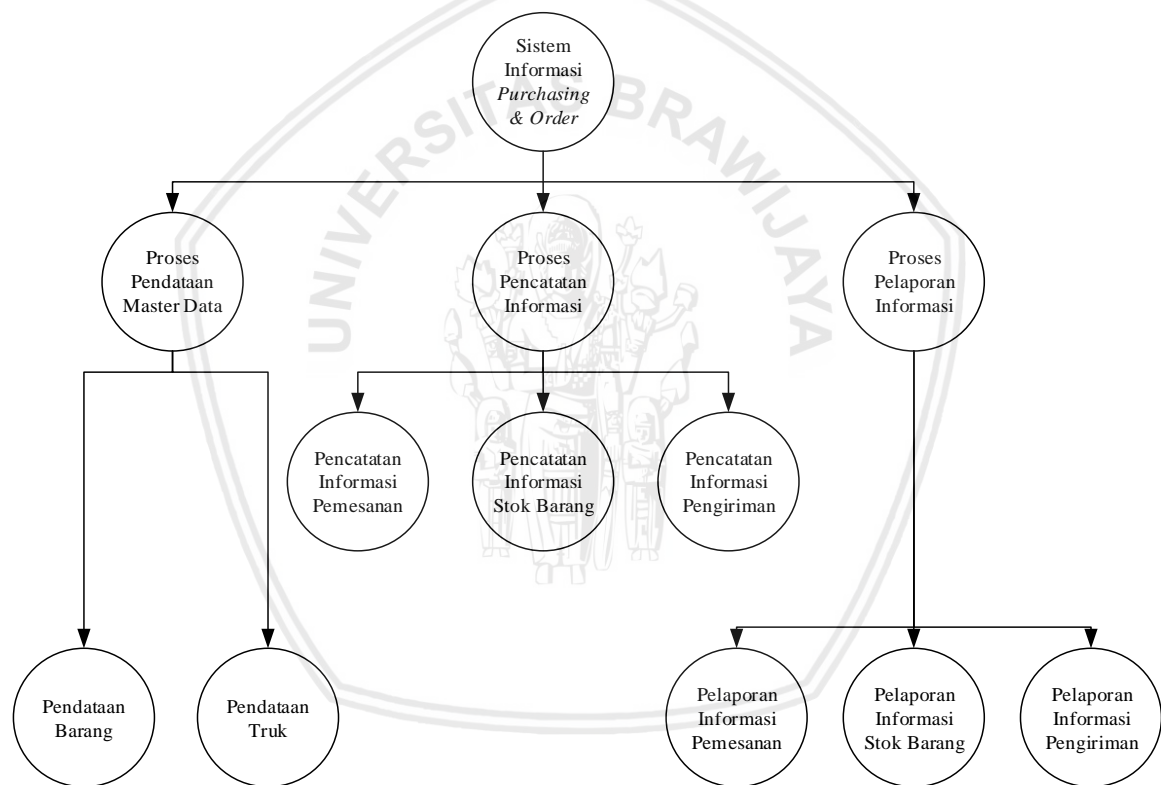 Sistem
Informasi
Purchasing
& Order
UNIVERSITAS BRAWIJAYA
Proses
Pendataan
Master Data
Proses
Pencatatan
Informasi
Proses
Pelaporan
Informasi
Pencatatan
Informasi
Pemesanan
Pencatatan
Informasi
Stok Barang
Pencatatan
Informasi
Pengiriman
Pendataan
Barang
Pendataan
Truk
Pelaporan
Informasi
Pemesanan
Pelaporan
Informasi
Stok Barang
Pelaporan
Informasi
Pengiriman